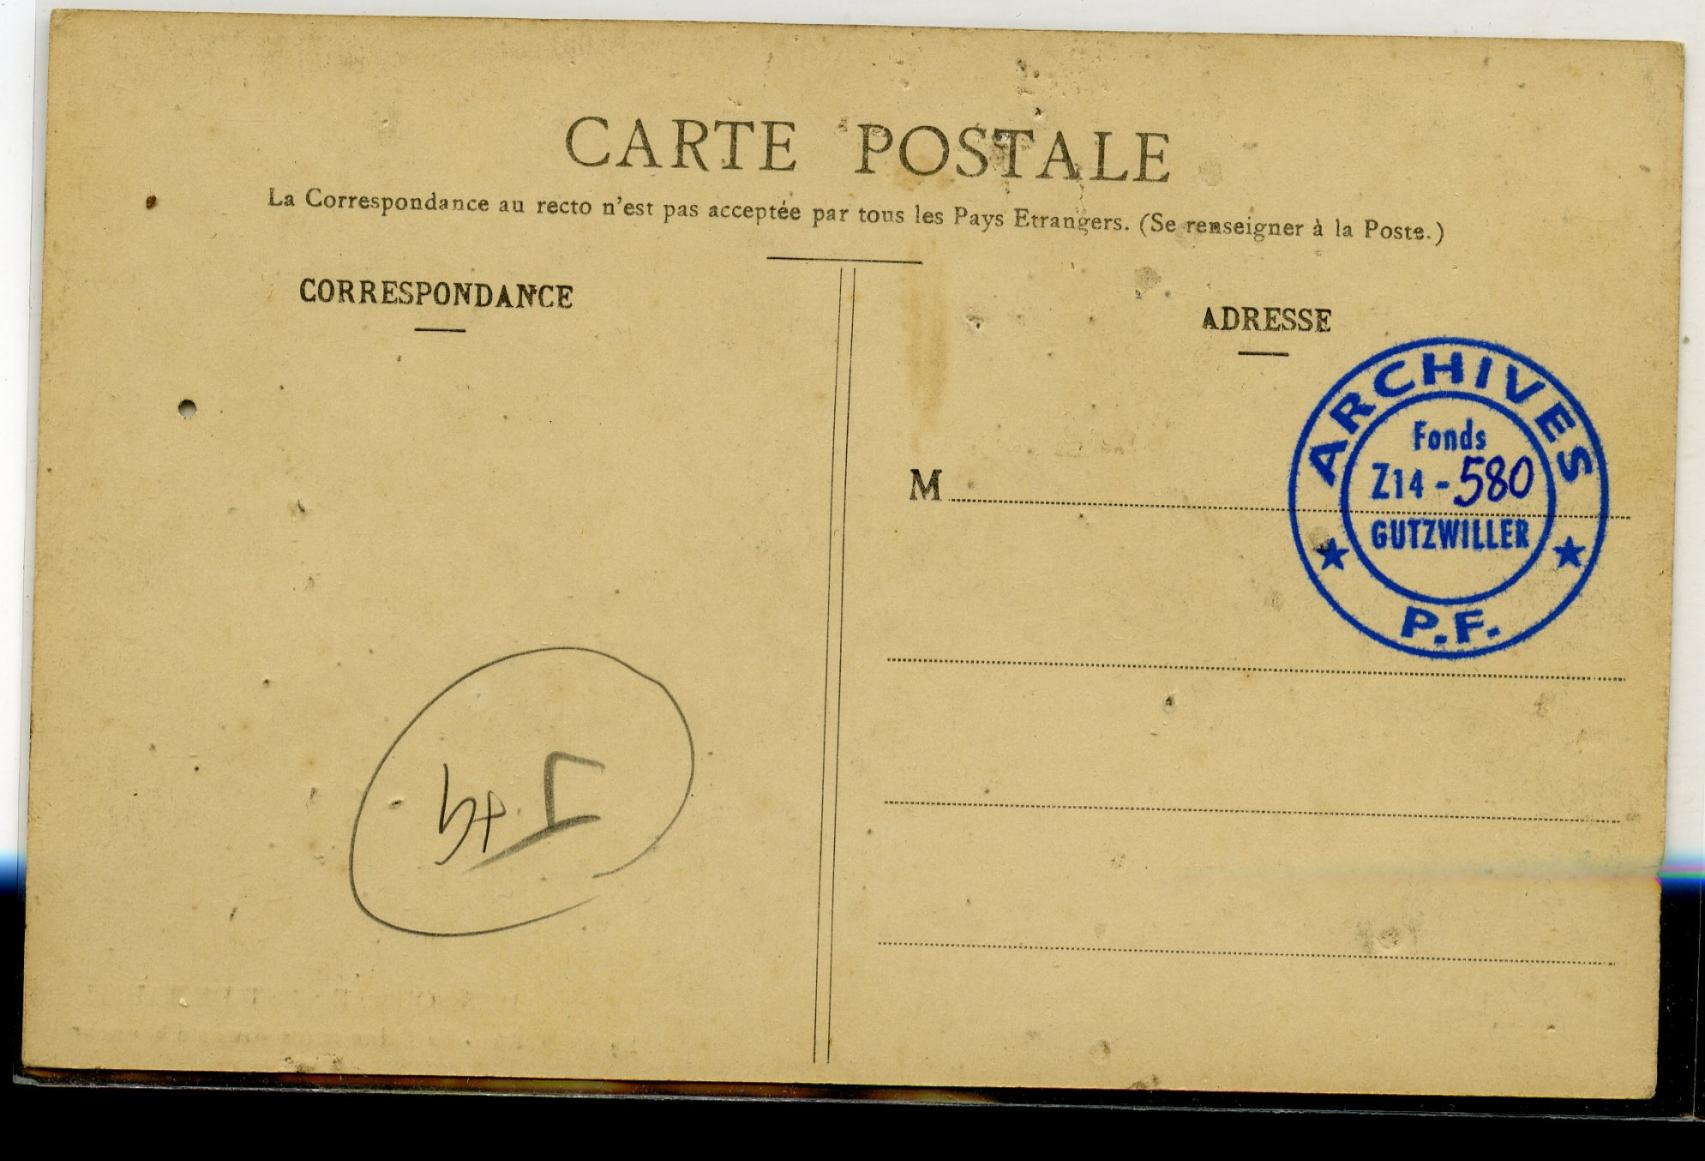 CARTE POSTALE
La Correspondance au recto n'est pas acceptée par tous les Pays Etrangers. (Se renseigner à la Poste.)
CORRESPONDANCE
ADRESSE
M
ARCHIVES
Fonds
Z14-580
GUTZWILLER
P.F.